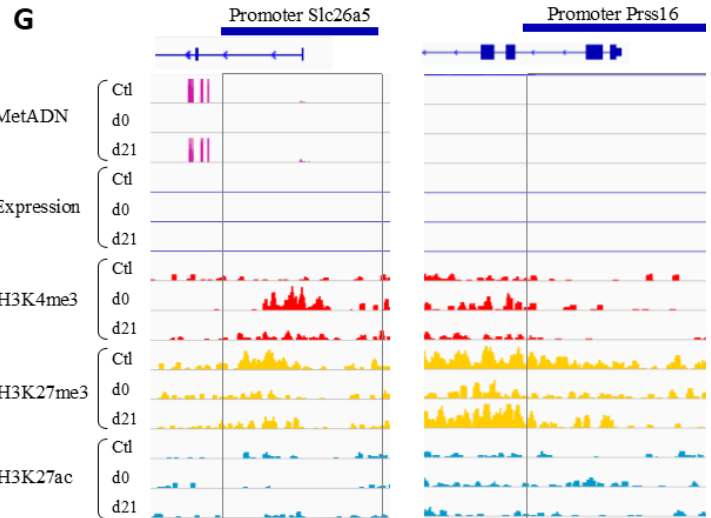 G
Promoter Slc26a5
Promoter Prss16
MetADN
Ctl
d0
d21
Expression
Ctl
d0
d21
H3K4me3
Ctl
d0
d21
H3K27me3
Ctl
d0
d21
H3K27ac
Ctl
d0
d21